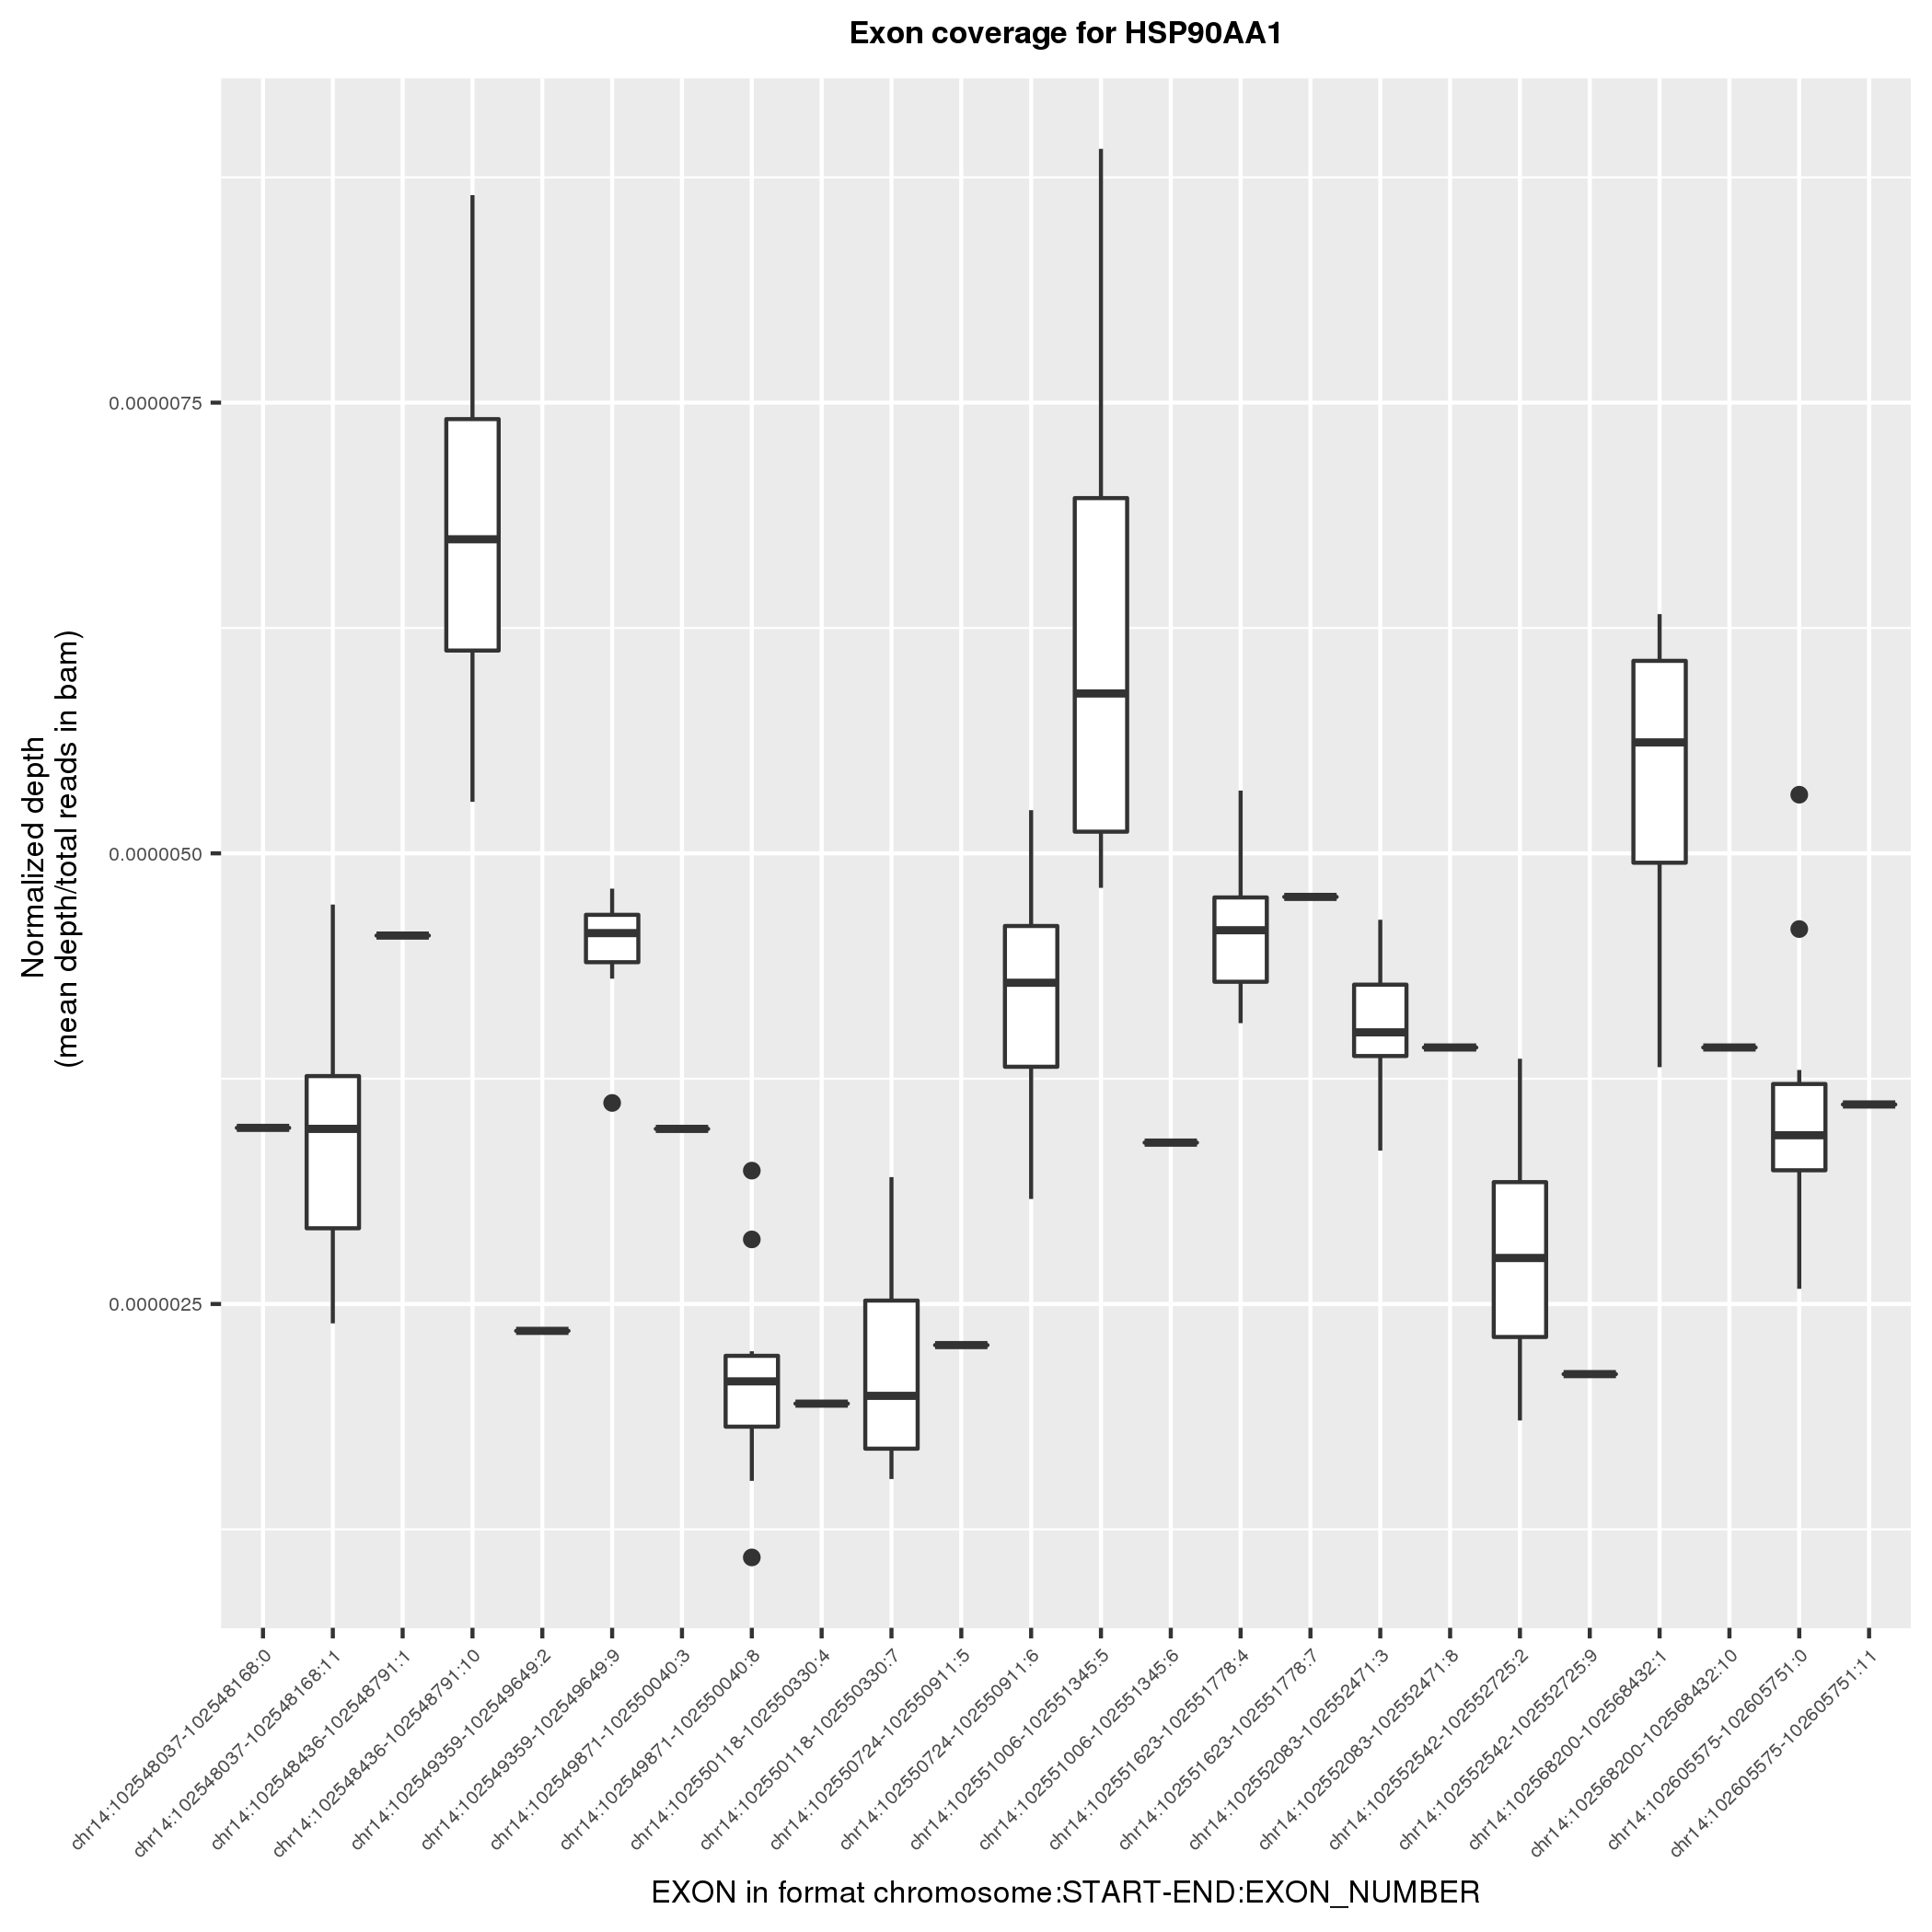 Exon coverage for HSP90AA1
Normalized depth
(mean depth/total reads in bam)
0.0000075
0.0000050
0.0000025
chr14:102548037-102548168:0
chr14:102548037-102548168:11
chr14:102548436-102548791:1
chr14:102548436-102548791:10
chr14:102549359-102549649:2
chr14:102549359-102549649:9
chr14:102549871-102550040:3
chr14:102549871-102550040:8
chr14:102550118-102550330:4
chr14:102550118-102550330:7
chr14:102550724-102550911:5
chr14:102550724-102550911:6
chr14:102551006-102551345:5
chr14:102551006-102551345:6
chr14:102551623-102551778:4
chr14:102551623-102551778:7
chr14:102552083-102552471:3
chr14:102552083-102552471:8
chr14:102552542-102552725:2
chr14:102552542-102552725:9
chr14:102568200-102568432:1
chr14:102568200-102568432:10
chr14:102605575-102605751:0
chr14:102605575-102605751:11
EXON in format chromosome:START-END:EXON_NUMBER